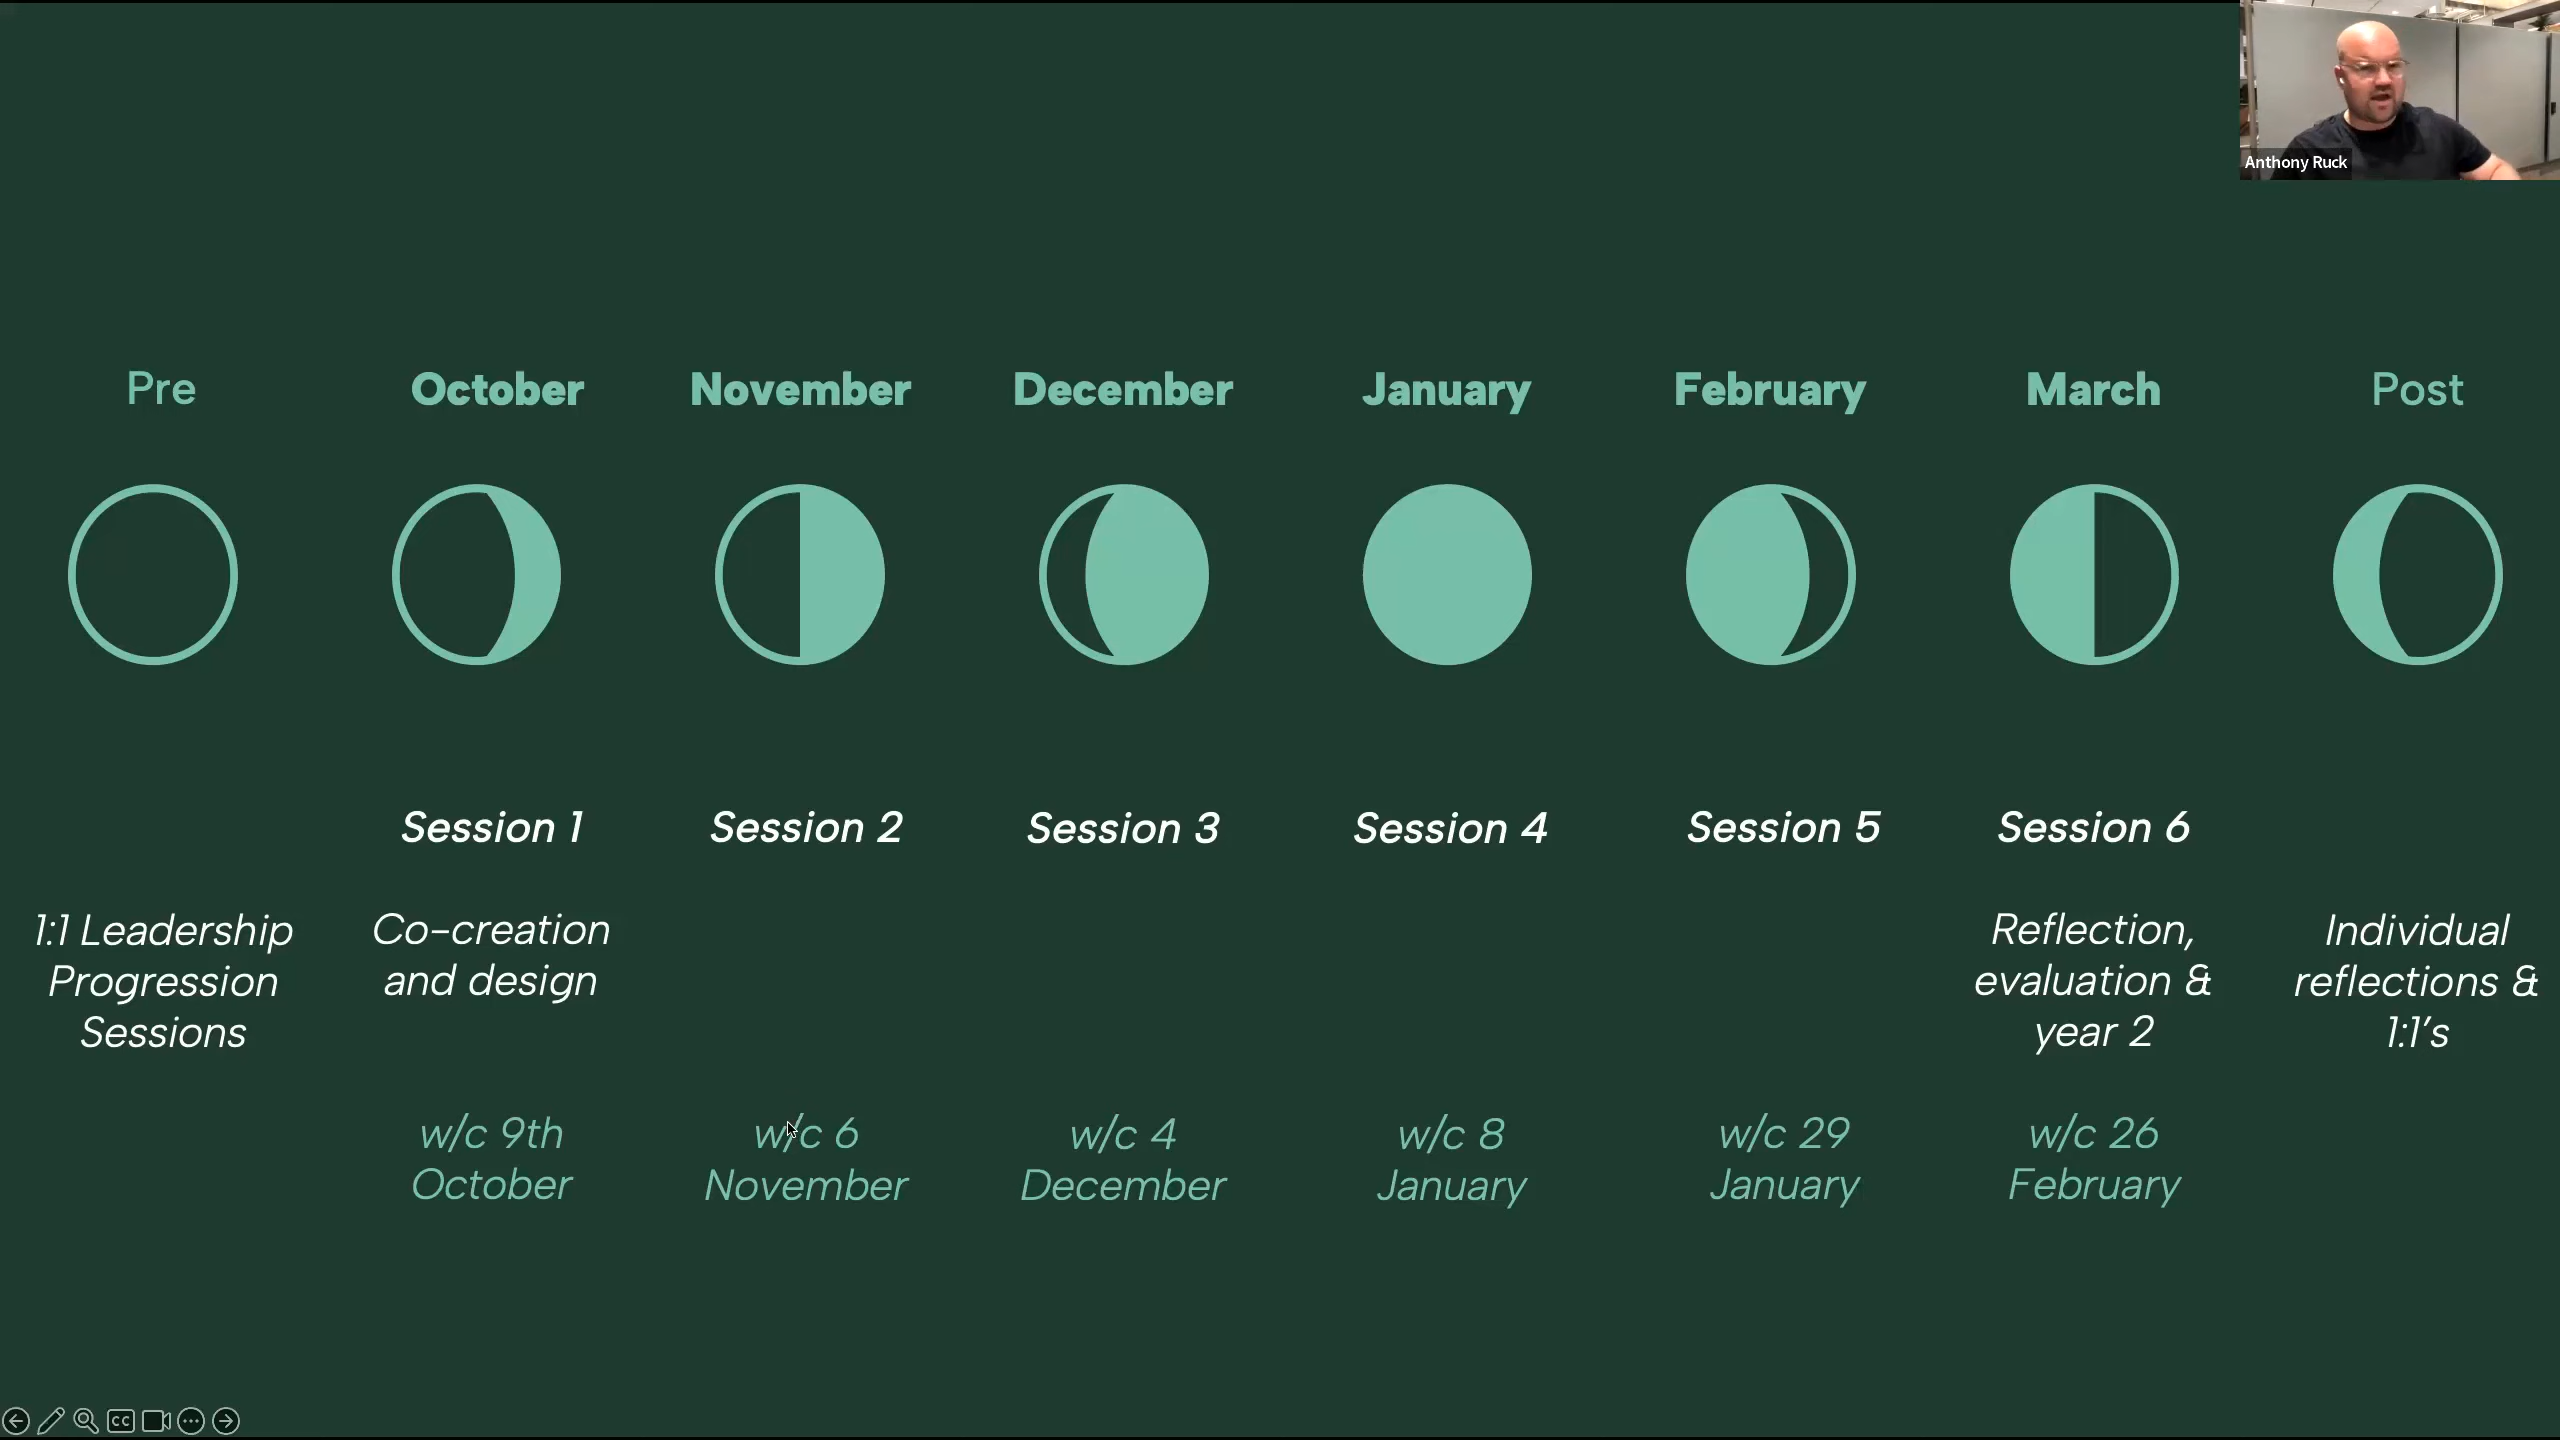 Anthony Ruck
Pre
October
November
December
January
February
March
Post
Session 1
Session 2
Session 3
Session 4
Session 5
Session 6
1:1 Leadership
Progression
Sessions
Co-creation
and design
Reflection,
evaluation &
year 2
Individual
reflections &
1:1's
w/c 9th
October
w/c 6
November
w/c 4
December
w/c 8
January
w/c 29
January
w/c 26
February
CC